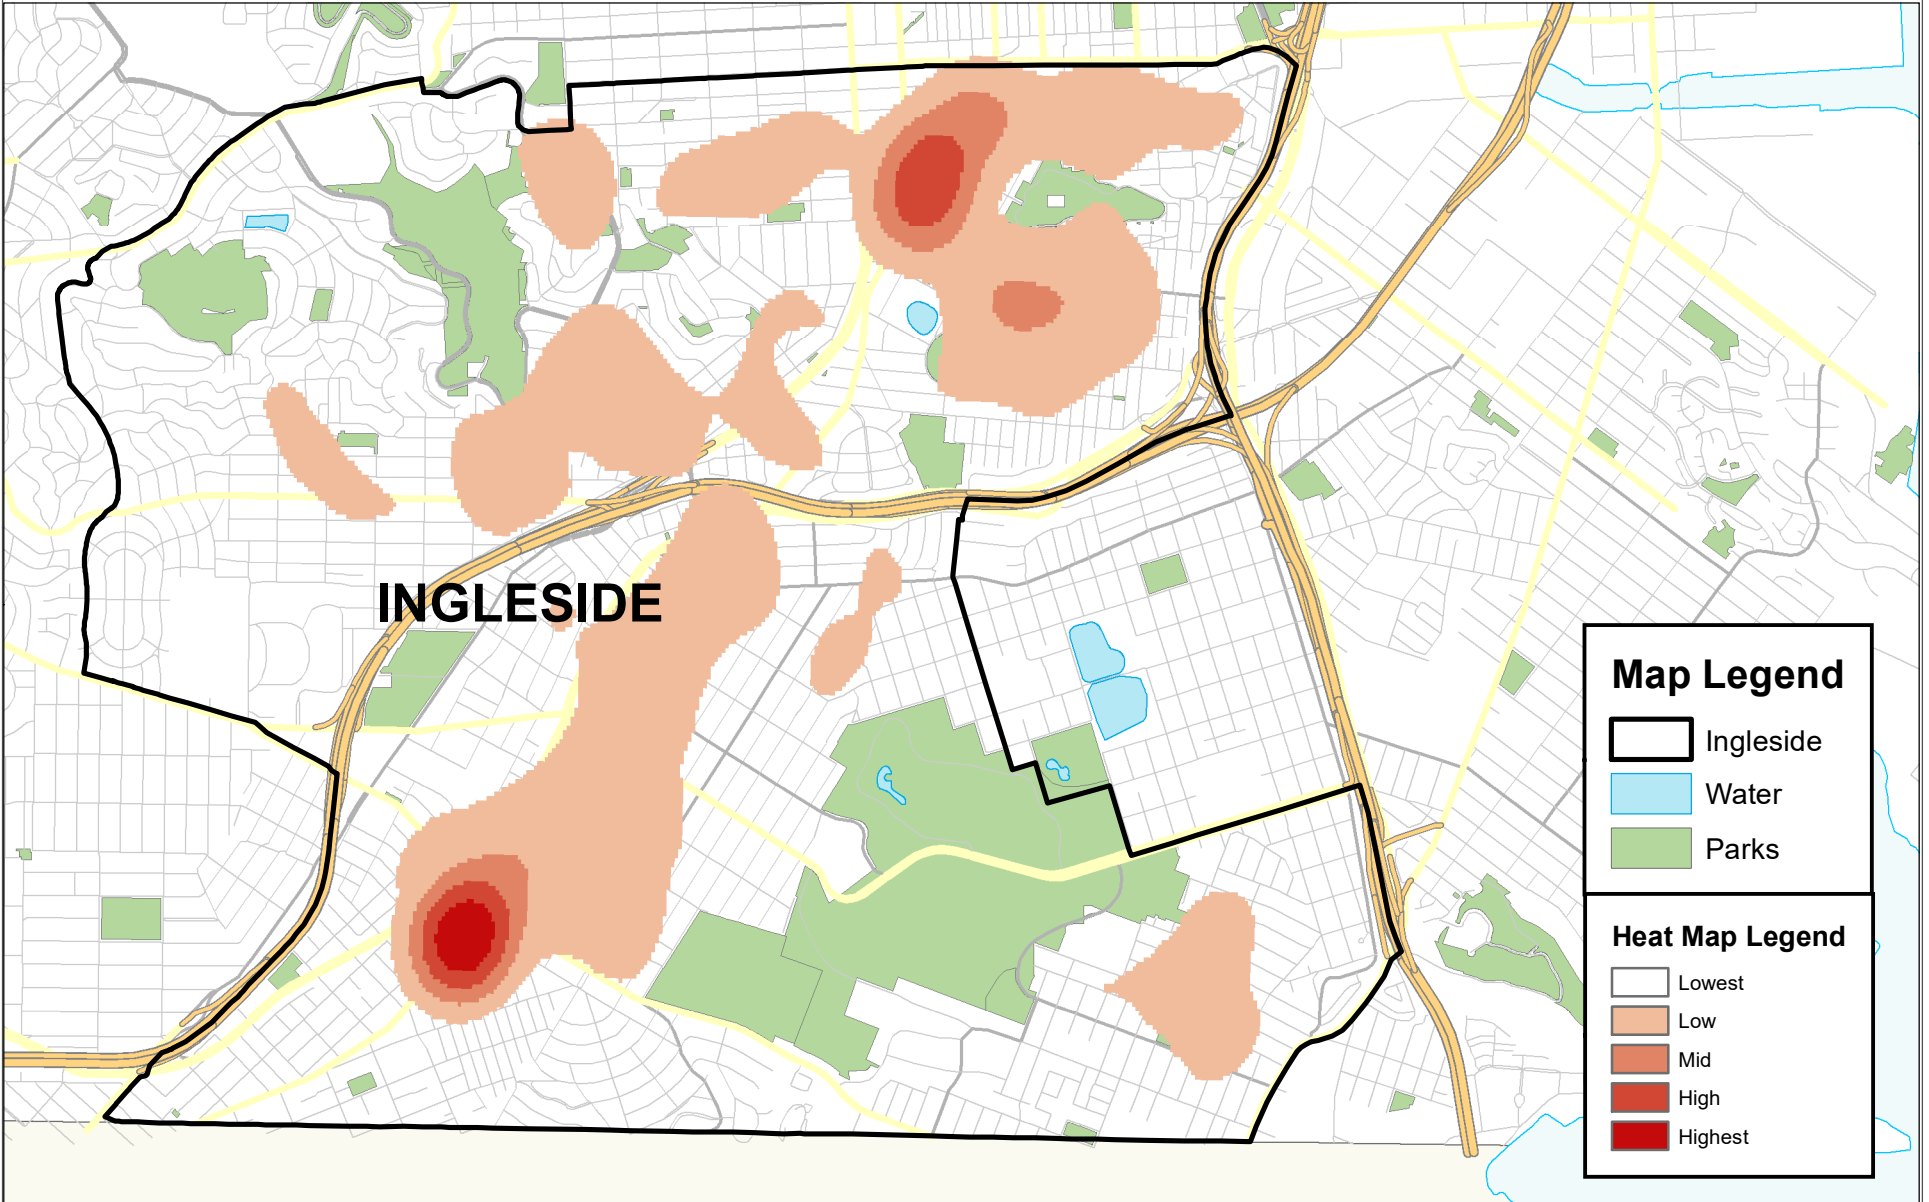 INGLESIDE
Map Legend
Ingleside
Water
Parks
Heat Map Legend
Lowest
Low
Mid
High
Highest